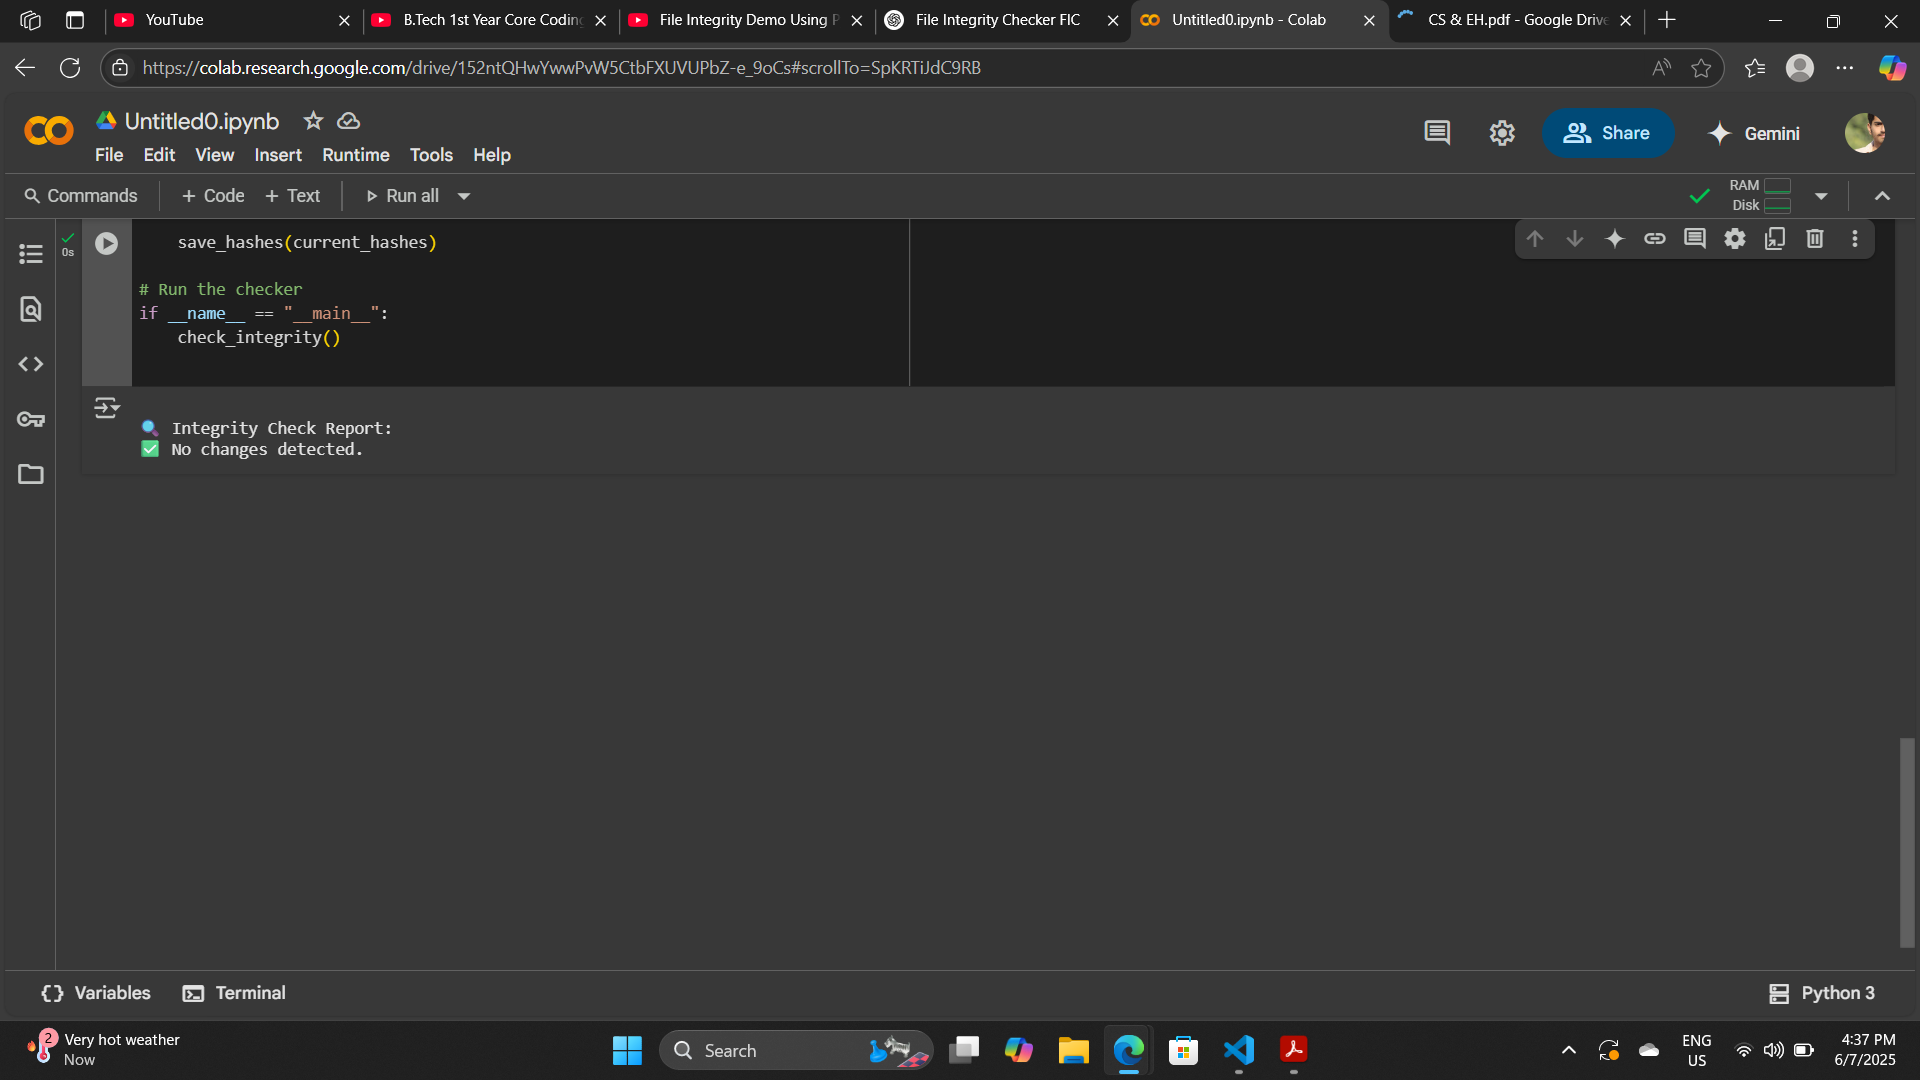 YouTube
B.Tech 1st Year Core Coding
File Integrity Demo Using P
File Integrity Checker FIC
Untitled0.ipynb - Colab
CS & EH.pdf - Google Drive
https://colab.research.google.com/drive/152ntQHwYwwPvW5CtbFXUVUPbZ-e_9oCs#scrollTo=SpKRTiJdC9RB
Untitled0.ipynb
File Edit View Insert Runtime Tools Help
Share
Gemini
Commands
+ Code + Text
Run all
RAM
Disk
0s
save_hashes(current_hashes)
# Run the checker
if __name__ == "__main__":
check_integrity()
🔍 Integrity Check Report:
✅ No changes detected.
Variables
Terminal
Python 3
2
Very hot weather
Now
Search
ENG
US
4:37 PM
6/7/2025